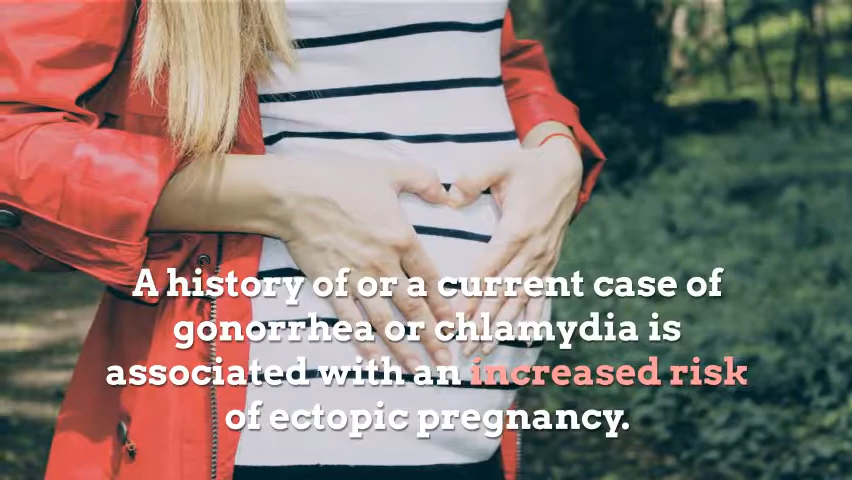 A history of or a current case of
gonorrhea or chlamydia is
associated with an increased risk
of ectopic pregnancy.